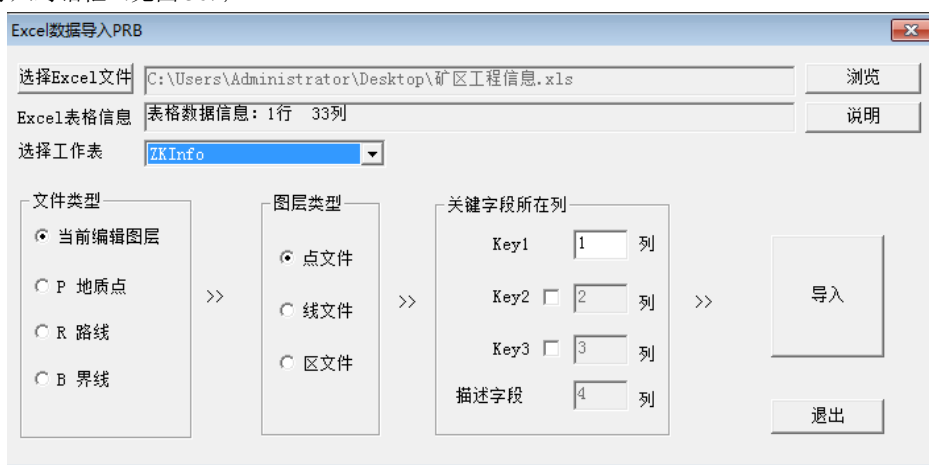 Excel数据导入PRB
选择Excel文件 C:\Users\Administrator\Desktop\矿区工程信息.xls 浏览
Excel表格信息 表格数据信息: 1行 33列 说明
选择工作表 ZKInfo
文件类型 图层类型 关键字段所在列
当前编辑图层 Key1 1 列
点文件
P 地质点 >> Key2 2 列 >> 导入
线文件 >>
R 路线 Key3 3 列
区文件
B 界线 描述字段 4 列
退出